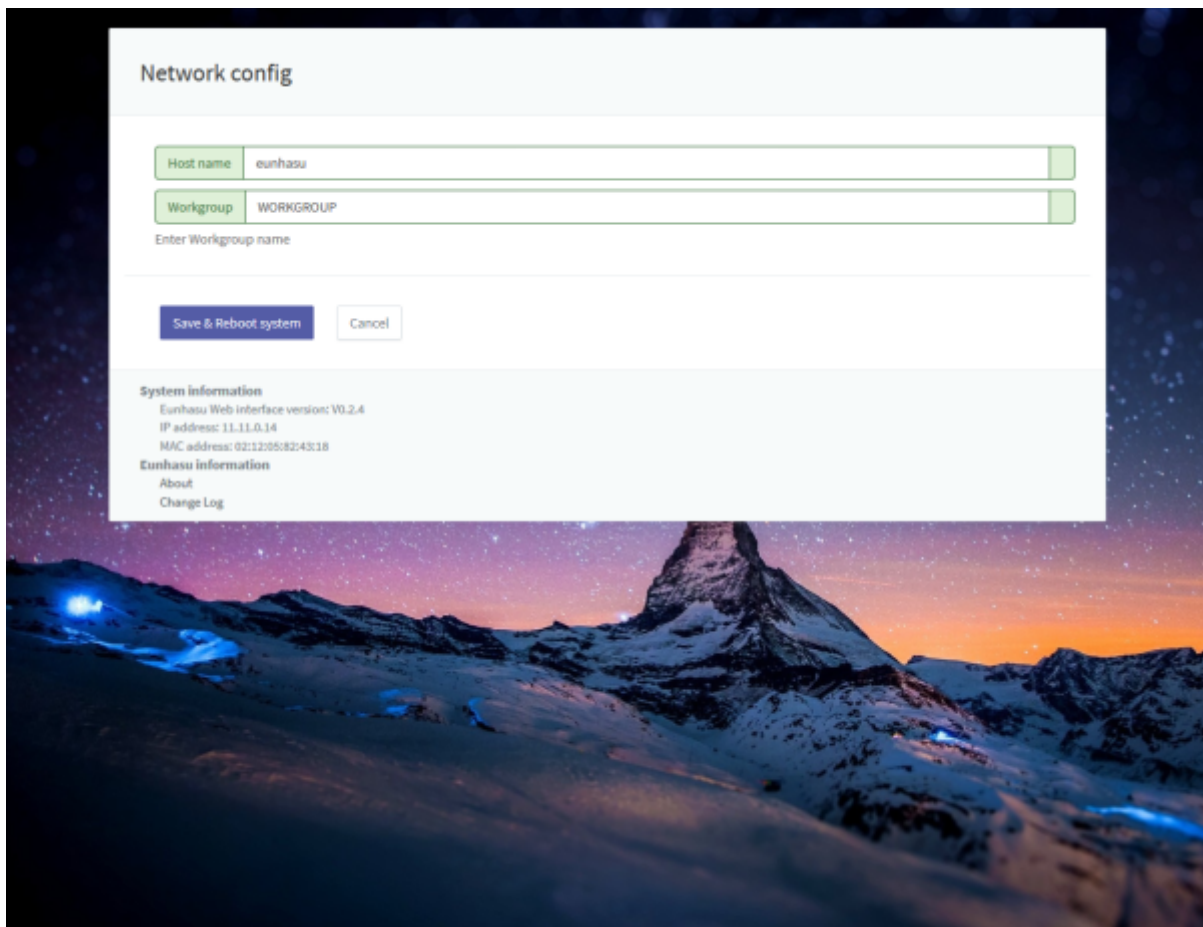 Network config
Host name eunhasu
Workgroup WORKGROUP
Enter Workgroup name
Save & Reboot system Cancel
System information
Eunhasu Web interface version: V0.2.4
IP address: 11.11.0.14
MAC address: 02:12:05:82:43:18
Eunhasu information
About
Change Log